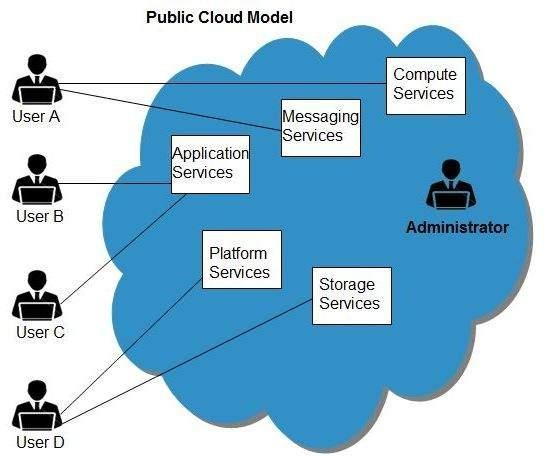 Public Cloud Model
Compute
Services
User A
Messaging
Services
Application
Services
User B
Administrator
Platform
Services
Storage
Services
User C
User D